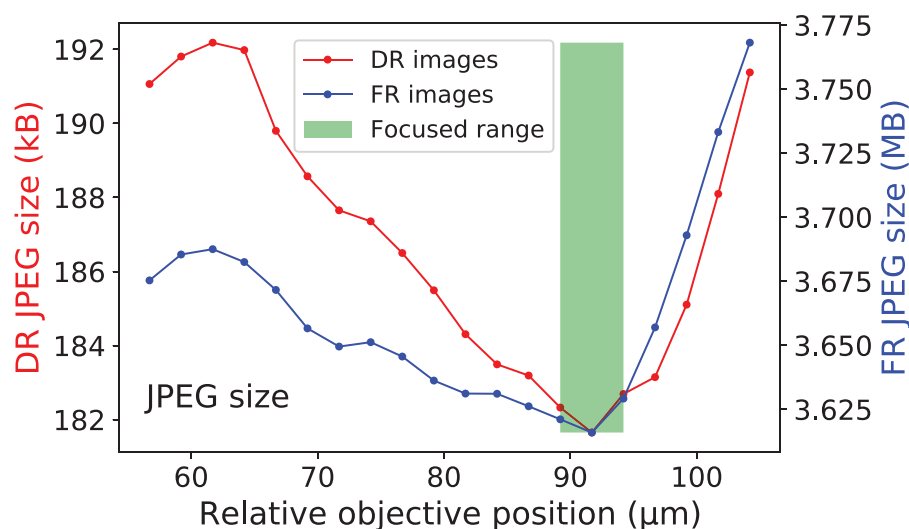 DR JPEG size (kB)
192
190
188
186
184
182
DR images
FR images
Focused range
JPEG size
3.775
3.750
3.725
3.700
3.675
3.650
3.625
FR JPEG size (MB)
60 70 80 90 100
Relative objective position (μm)